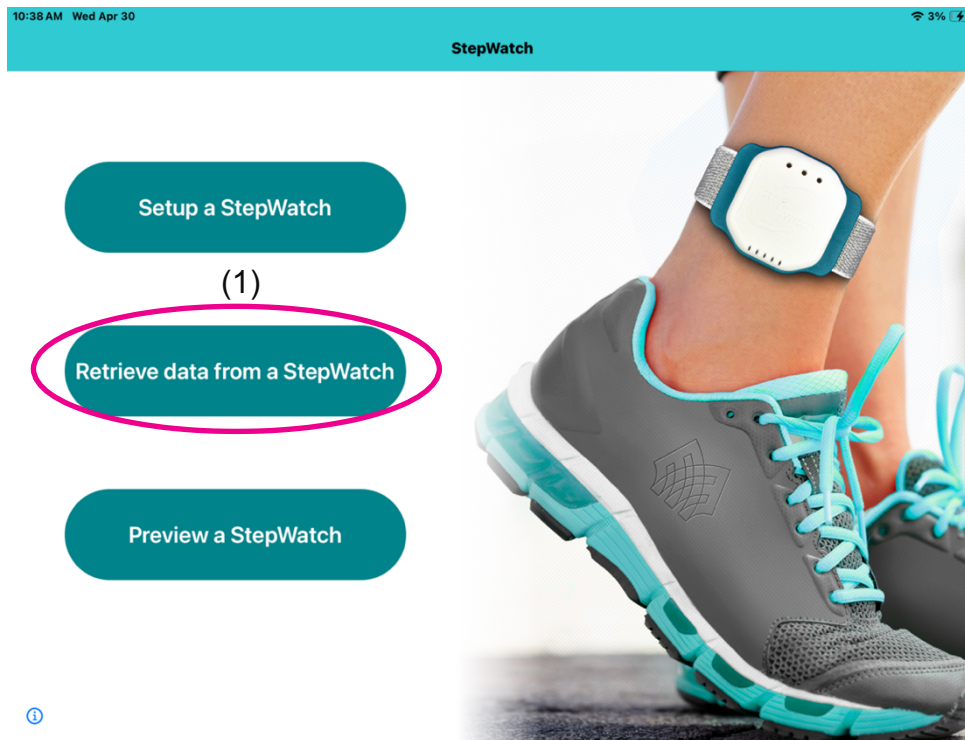 10:38 AM Wed Apr 30
3%
StepWatch
Setup a StepWatch
(1)
Retrieve data from a StepWatch
Preview a StepWatch